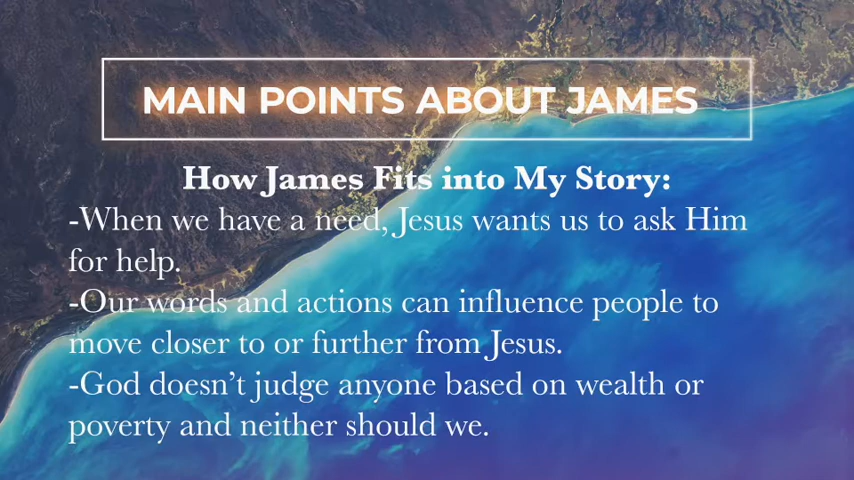 MAIN POINTS ABOUT JAMES
How James Fits into My Story:
-When we have a need, Jesus wants us to ask Him
for help.
-Our words and actions can influence people to
move closer to or further from Jesus.
-God doesn’t judge anyone based on wealth or
poverty and neither should we.